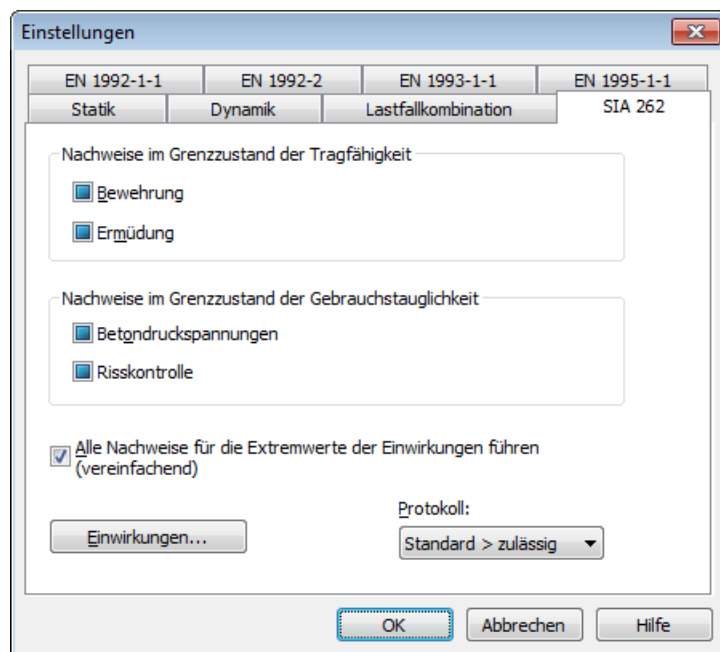 Einstellungen
EN 1992-1-1
EN 1992-2
EN 1993-1-1
EN 1995-1-1
Statik
Dynamik
Lastfallkombination
SIA 262
Nachweise im Grenzzustand der Tragfähigkeit
Bewehrung
Ermüdung
Nachweise im Grenzzustand der Gebrauchstauglichkeit
Betondruckspannungen
Risskontrolle
Alle Nachweise für die Extremwerte der Einwirkungen führen
(vereinfachend)
Protokoll:
Einwirkungen...
Standard > zulässig
OK
Abbrechen
Hilfe